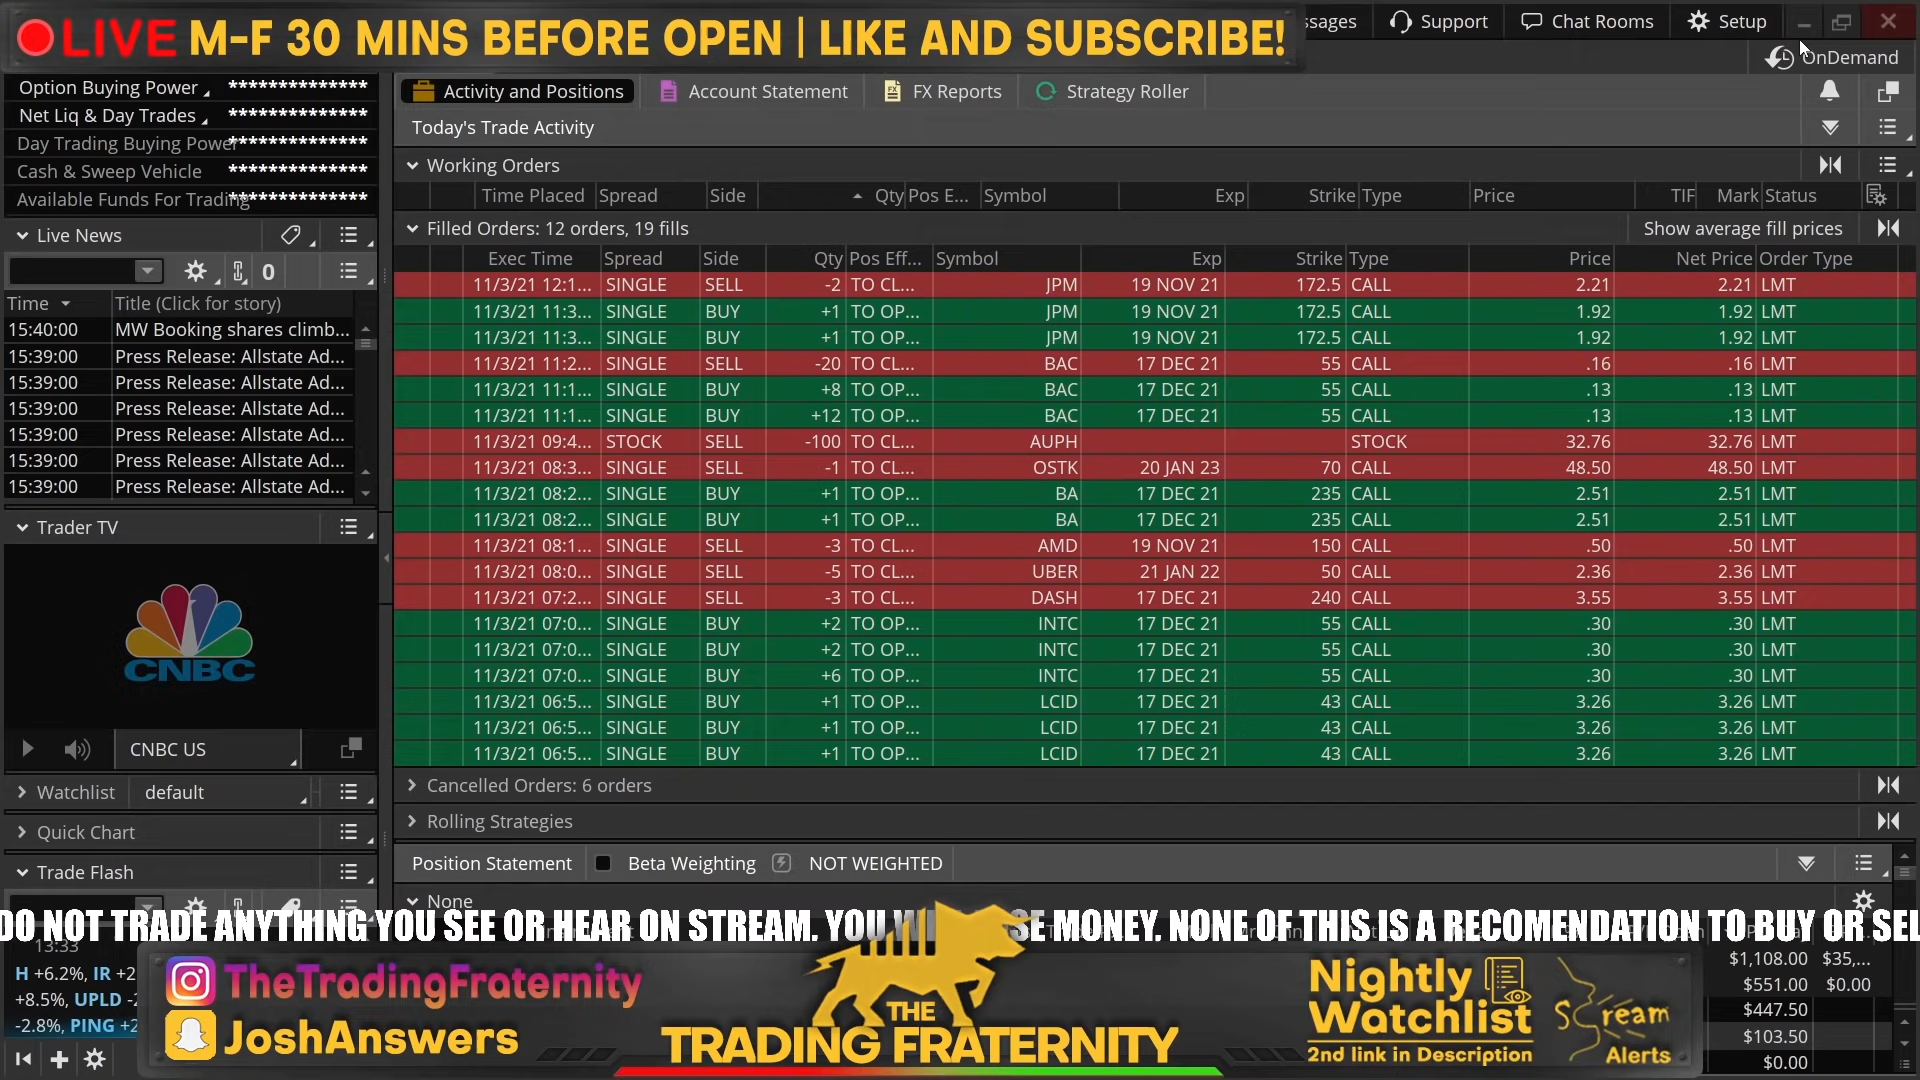 LIVE M-F 30 MINS BEFORE OPEN | LIKE AND SUBSCRIBE!
Support
Chat Rooms
Setup
OnDemand
Option Buying Power **************
Net Liq & Day Trades **************
Day Trading Buying Power **************
Cash & Sweep Vehicle **************
Available Funds For Trading **************
Activity and Positions
Account Statement
FX Reports
Strategy Roller
Today's Trade Activity
Working Orders
Time Placed Spread Side Qty Pos E... Symbol Exp Strike Type Price TIF Mark Status
Filled Orders: 12 orders, 19 fills
Show average fill prices
Exec Time Spread Side Qty Pos Eff... Symbol Exp Strike Type Price Net Price Order Type
11/3/21 12:1... SINGLE SELL -2 TO CL... JPM 19 NOV 21 172.5 CALL 2.21 2.21 LMT
11/3/21 11:3... SINGLE BUY +1 TO OP... JPM 19 NOV 21 172.5 CALL 1.92 1.92 LMT
11/3/21 11:3... SINGLE BUY +1 TO OP... JPM 19 NOV 21 172.5 CALL 1.92 1.92 LMT
11/3/21 11:2... SINGLE SELL -20 TO CL... BAC 17 DEC 21 55 CALL .16 .16 LMT
11/3/21 11:1... SINGLE BUY +8 TO OP... BAC 17 DEC 21 55 CALL .13 .13 LMT
11/3/21 11:1... SINGLE BUY +12 TO OP... BAC 17 DEC 21 55 CALL .13 .13 LMT
11/3/21 09:4... STOCK SELL -100 TO CL... AUPH STOCK 32.76 32.76 LMT
11/3/21 08:3... SINGLE SELL -1 TO CL... OSTK 20 JAN 23 70 CALL 48.50 48.50 LMT
11/3/21 08:2... SINGLE BUY +1 TO OP... BA 17 DEC 21 235 CALL 2.51 2.51 LMT
11/3/21 08:2... SINGLE BUY +1 TO OP... BA 17 DEC 21 235 CALL 2.51 2.51 LMT
11/3/21 08:1... SINGLE SELL -3 TO CL... AMD 19 NOV 21 150 CALL .50 .50 LMT
11/3/21 08:0... SINGLE SELL -5 TO CL... UBER 21 JAN 22 50 CALL 2.36 2.36 LMT
11/3/21 07:2... SINGLE SELL -3 TO CL... DASH 17 DEC 21 240 CALL 3.55 3.55 LMT
11/3/21 07:0... SINGLE BUY +2 TO OP... INTC 17 DEC 21 55 CALL .30 .30 LMT
11/3/21 07:0... SINGLE BUY +2 TO OP... INTC 17 DEC 21 55 CALL .30 .30 LMT
11/3/21 07:0... SINGLE BUY +6 TO OP... INTC 17 DEC 21 55 CALL .30 .30 LMT
11/3/21 06:5... SINGLE BUY +1 TO OP... LCID 17 DEC 21 43 CALL 3.26 3.26 LMT
11/3/21 06:5... SINGLE BUY +1 TO OP... LCID 17 DEC 21 43 CALL 3.26 3.26 LMT
11/3/21 06:5... SINGLE BUY +1 TO OP... LCID 17 DEC 21 43 CALL 3.26 3.26 LMT
Cancelled Orders: 6 orders
Rolling Strategies
Position Statement Beta Weighting NOT WEIGHTED
None
Live News
0
Time Title (Click for story)
15:40:00 MW Booking shares climb...
15:39:00 Press Release: Allstate Ad...
15:39:00 Press Release: Allstate Ad...
15:39:00 Press Release: Allstate Ad...
15:39:00 Press Release: Allstate Ad...
15:39:00 Press Release: Allstate Ad...
15:39:00 Press Release: Allstate Ad...
Trader TV
CNBC
CNBC US
Watchlist default
Quick Chart
Trade Flash
DO NOT TRADE ANYTHING YOU SEE OR HEAR ON STREAM. YOU MONEY. NONE OF THIS IS A RECOMENDATION TO BUY OR SEL
13:33
H +6.2%, IR +2
+8.5%, UPLD -2
-2.8%, PING +2
TheTradingFraternity
JoshAnswers
THE
TRADING FRATERNITY
Nightly
Watchlist
2nd link in Description
Scream
Alerts
$1,108.00 $35,...
$551.00 $0.00
$447.50
$103.50
$0.00